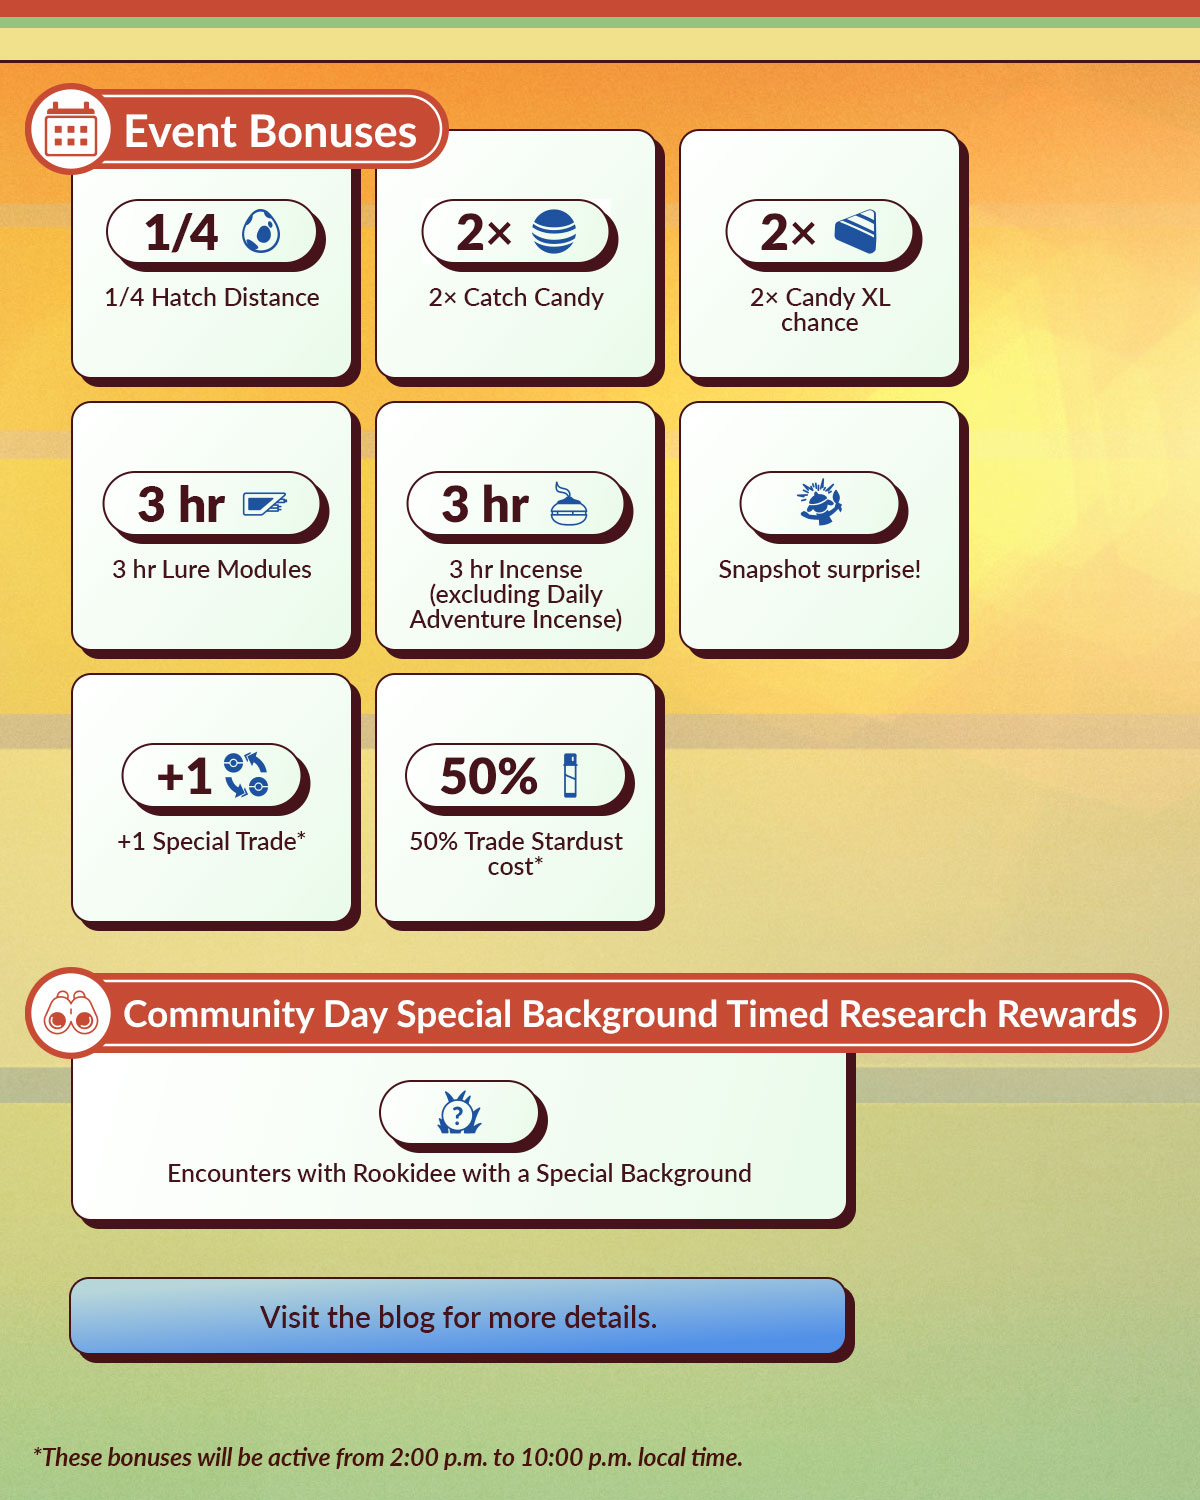 Event Bonuses
1/4
1/4 Hatch Distance
2×
2× Catch Candy
2×
2× Candy XL
chance
3 hr
3 hr Lure Modules
3 hr
3 hr Incense
(excluding Daily
Adventure Incense)
Snapshot surprise!
+1
+1 Special Trade*
50%
50% Trade Stardust
cost*
Community Day Special Background Timed Research Rewards
?
Encounters with Rookidee with a Special Background
Visit the blog for more details.
*These bonuses will be active from 2:00 p.m. to 10:00 p.m. local time.